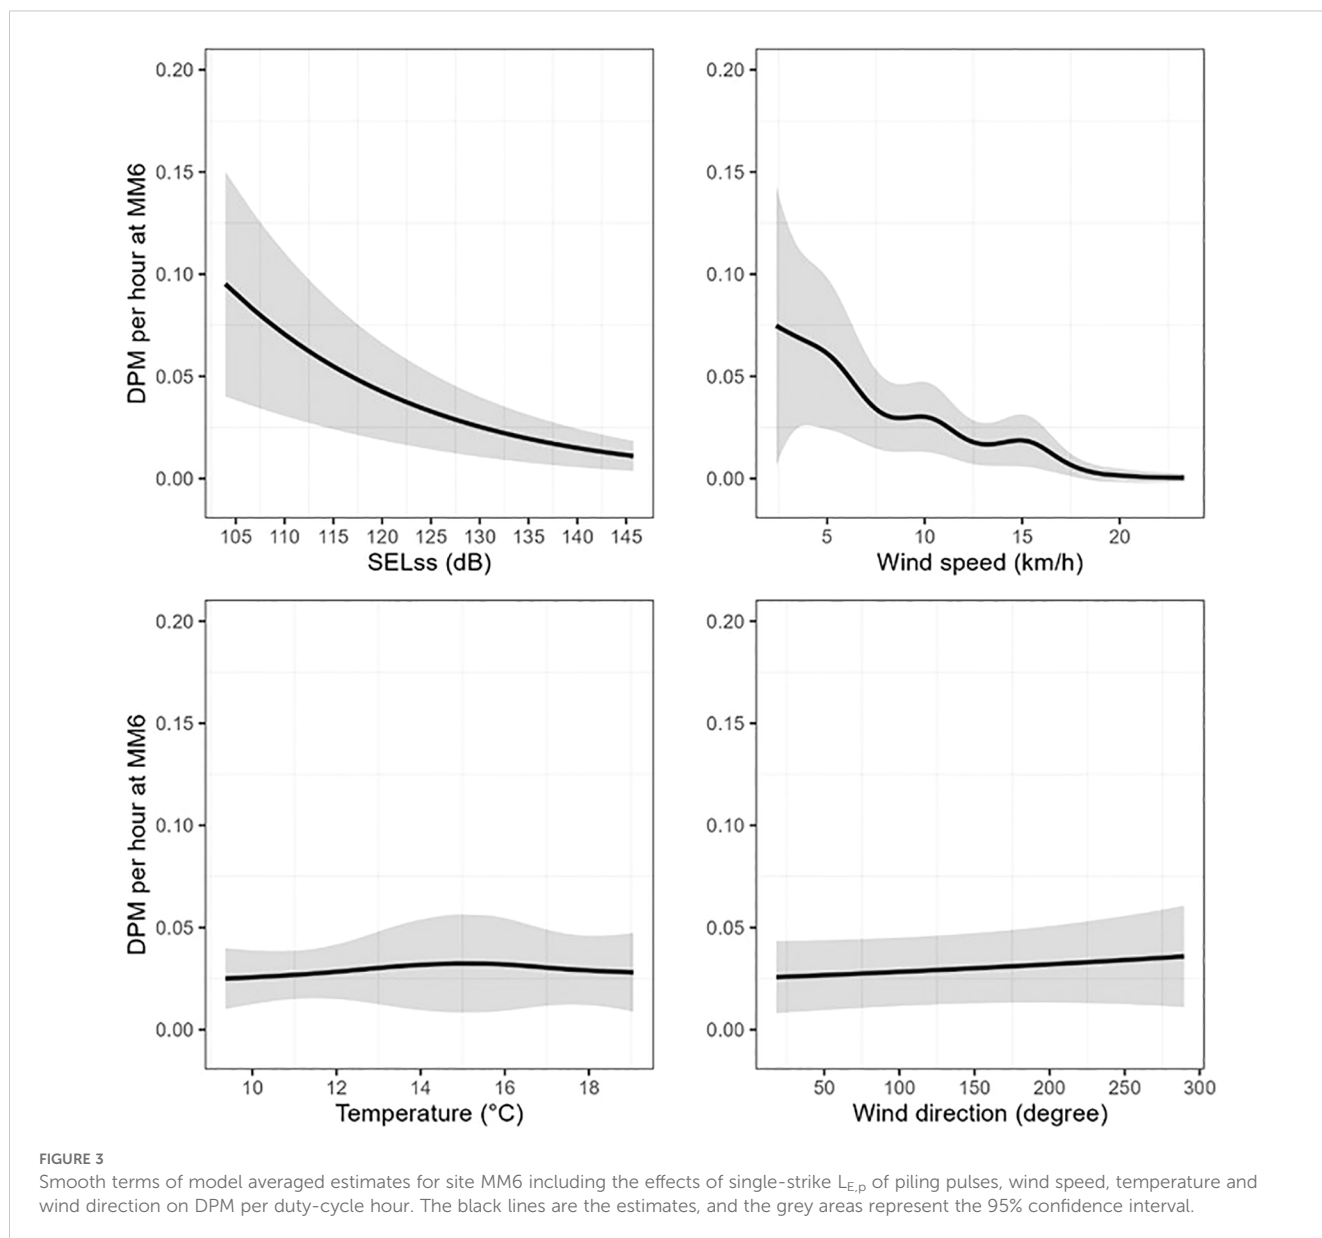 0.20
0.15
0.10
0.05
0.00
DPM per hour at MM6
105 110 115 120 125 130 135 140 145
SELss (dB)
0.20
0.15
0.10
0.05
0.00
5 10 15 20
Wind speed (km/h)
0.20
0.15
0.10
0.05
0.00
DPM per hour at MM6
10 12 14 16 18
Temperature (°C)
0.20
0.15
0.10
0.05
0.00
50 100 150 200 250 300
Wind direction (degree)
FIGURE 3
Smooth terms of model averaged estimates for site MM6 including the effects of single-strike L_E,p of piling pulses, wind speed, temperature and
wind direction on DPM per duty-cycle hour. The black lines are the estimates, and the grey areas represent the 95% confidence interval.